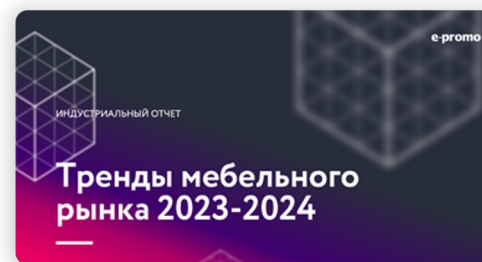 e-promo
ИНДУСТРИАЛЬНЫЙ ОТЧЕТ
Тренды мебельного
рынка 2023-2024